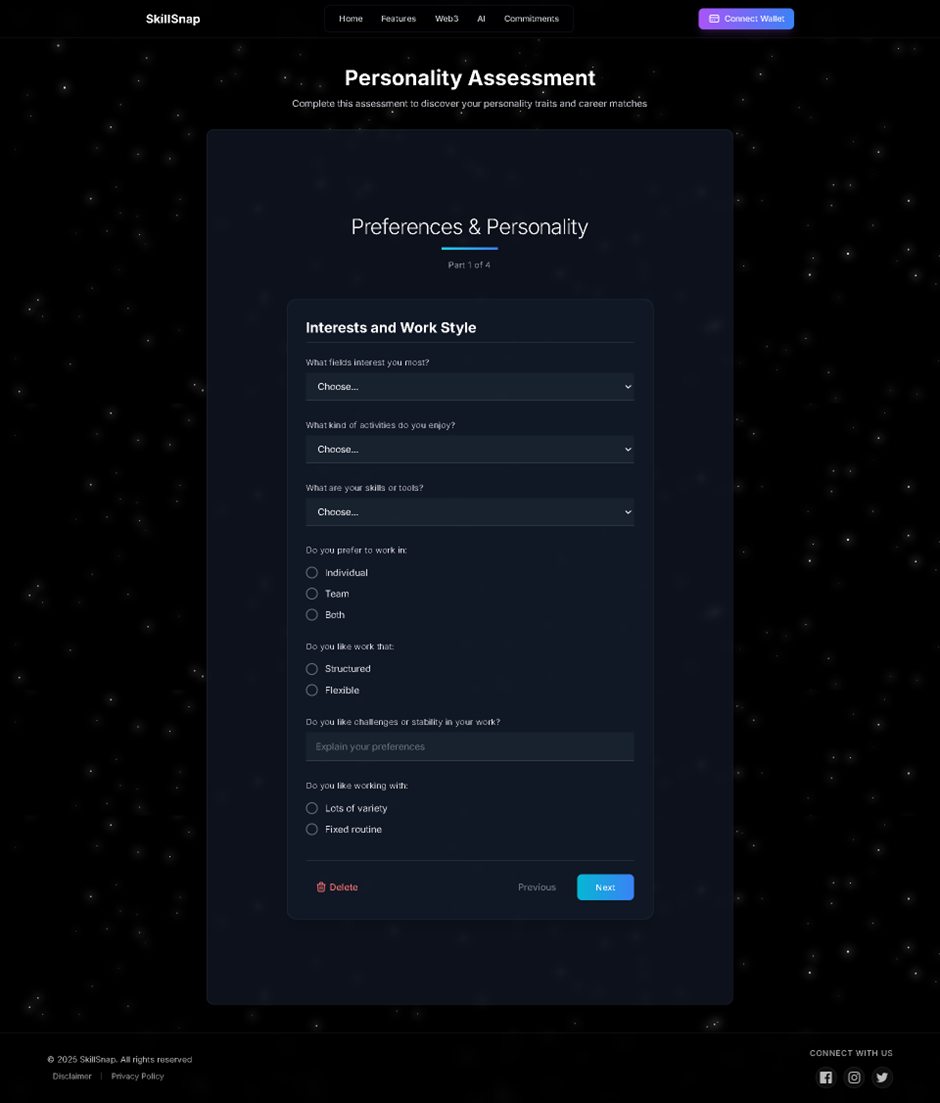 SkillSnap
Home Features Web3 AI Commitments
Connect Wallet
Personality Assessment
Complete this assessment to discover your personality traits and career matches
Preferences & Personality
Part 1 of 4
Interests and Work Style
What fields interest you most?
Choose...
What kind of activities do you enjoy?
Choose...
What are your skills or tools?
Choose...
Do you prefer to work in:
Individual
Team
Both
Do you like work that:
Structured
Flexible
Do you like challenges or stability in your work?
Explain your preferences
Do you like working with:
Lots of variety
Fixed routine
Delete Previous Next
© 2025 SkillSnap. All rights reserved
Disclaimer | Privacy Policy
CONNECT WITH US